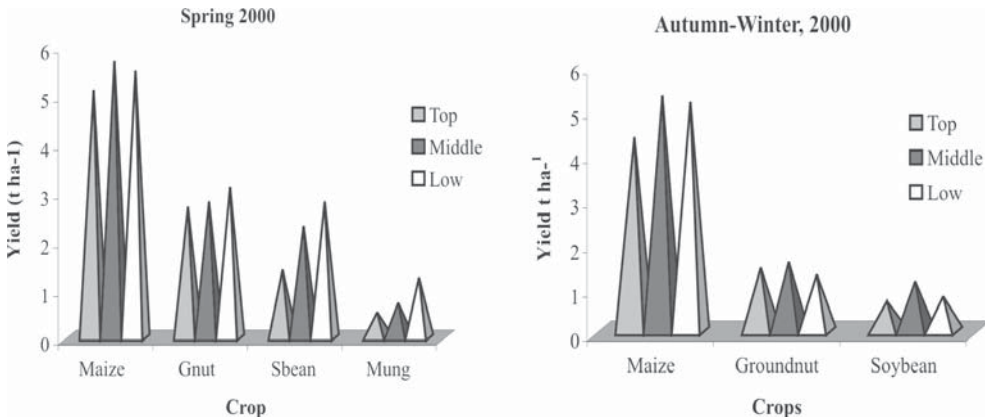 Spring 2000
Yield (t ha-1)
6
5
4
3
2
1
0
Top
Middle
Low
Maize Gnut Sbean Mung
Crop
Autumn-Winter, 2000
Yield t ha-¹
6
5
4
3
2
1
0
Top
Middle
Low
Maize Groundnut Soybean
Crops